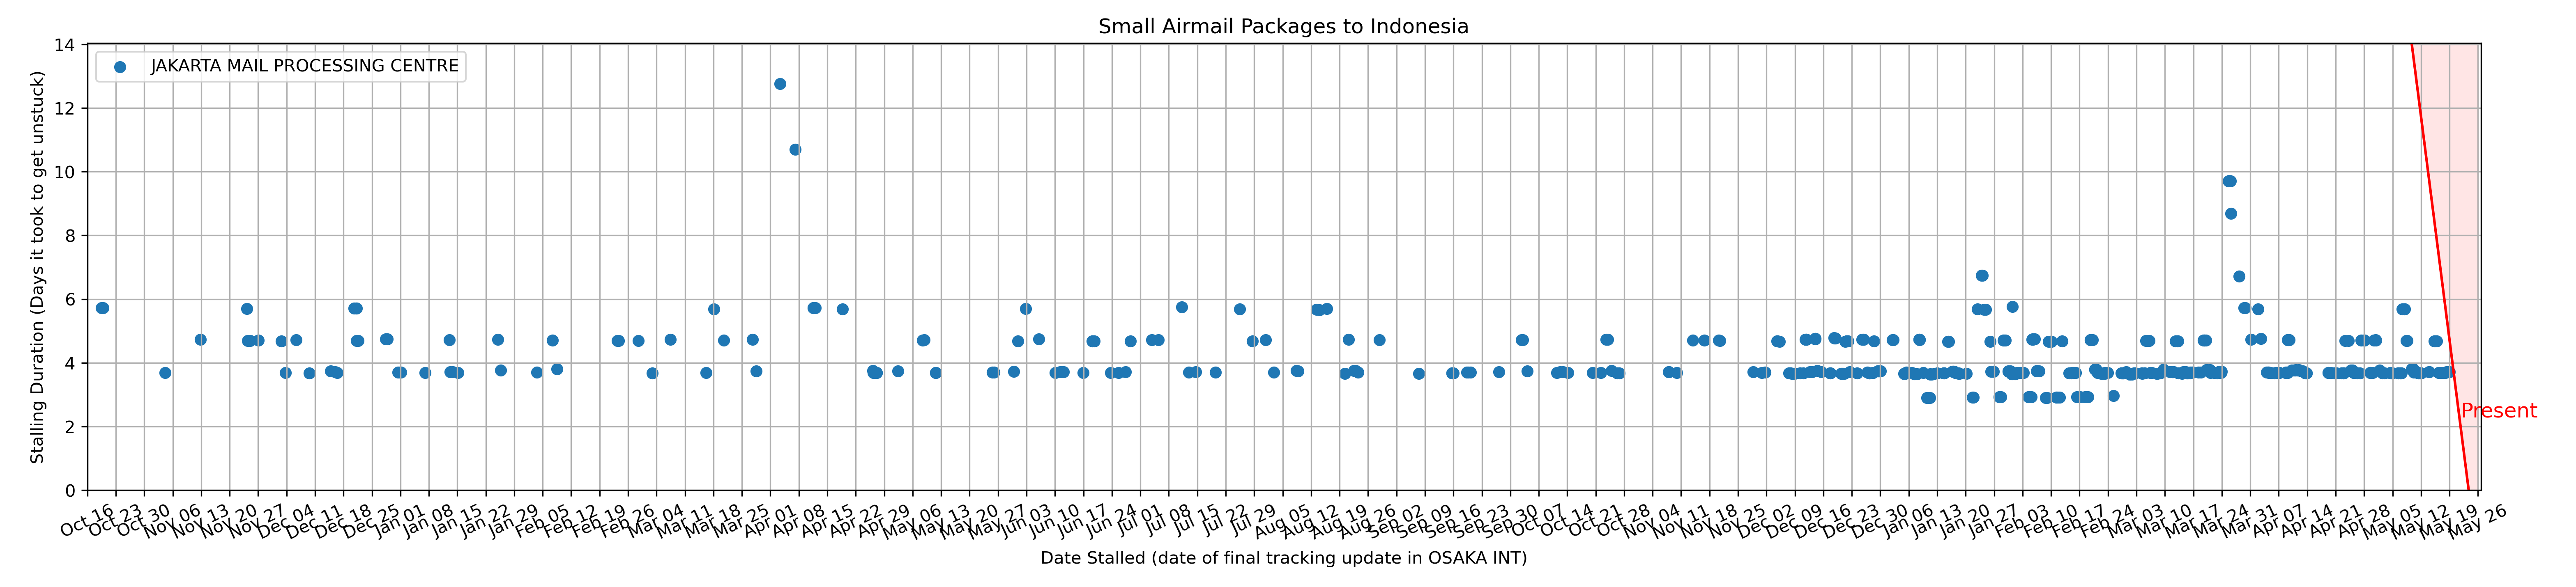 Small Airmail Packages to Indonesia
JAKARTA MAIL PROCESSING CENTRE
Stalling Duration (Days it took to get unstuck)
14
12
10
8
6
4
2
0
Present
Oct 16
Oct 23
Oct 30
Nov 06
Nov 13
Nov 20
Nov 27
Dec 04
Dec 11
Dec 18
Dec 25
Jan 01
Jan 08
Jan 15
Jan 22
Jan 29
Feb 05
Feb 12
Feb 19
Feb 26
Mar 04
Mar 11
Mar 18
Mar 25
Apr 01
Apr 08
Apr 15
Apr 22
Apr 29
May 06
May 13
May 20
May 27
Jun 03
Jun 10
Jun 17
Jun 24
Jul 01
Jul 08
Jul 15
Jul 22
Jul 29
Aug 05
Aug 12
Aug 19
Aug 26
Sep 02
Sep 09
Sep 16
Sep 23
Sep 30
Oct 07
Oct 14
Oct 21
Oct 28
Nov 04
Nov 11
Nov 18
Nov 25
Dec 02
Dec 09
Dec 16
Dec 23
Dec 30
Jan 06
Jan 13
Jan 20
Jan 27
Feb 03
Feb 10
Feb 17
Feb 24
Mar 03
Mar 10
Mar 17
Mar 24
Mar 31
Apr 07
Apr 14
Apr 21
Apr 28
May 05
May 12
May 19
May 26
Date Stalled (date of final tracking update in OSAKA INT)